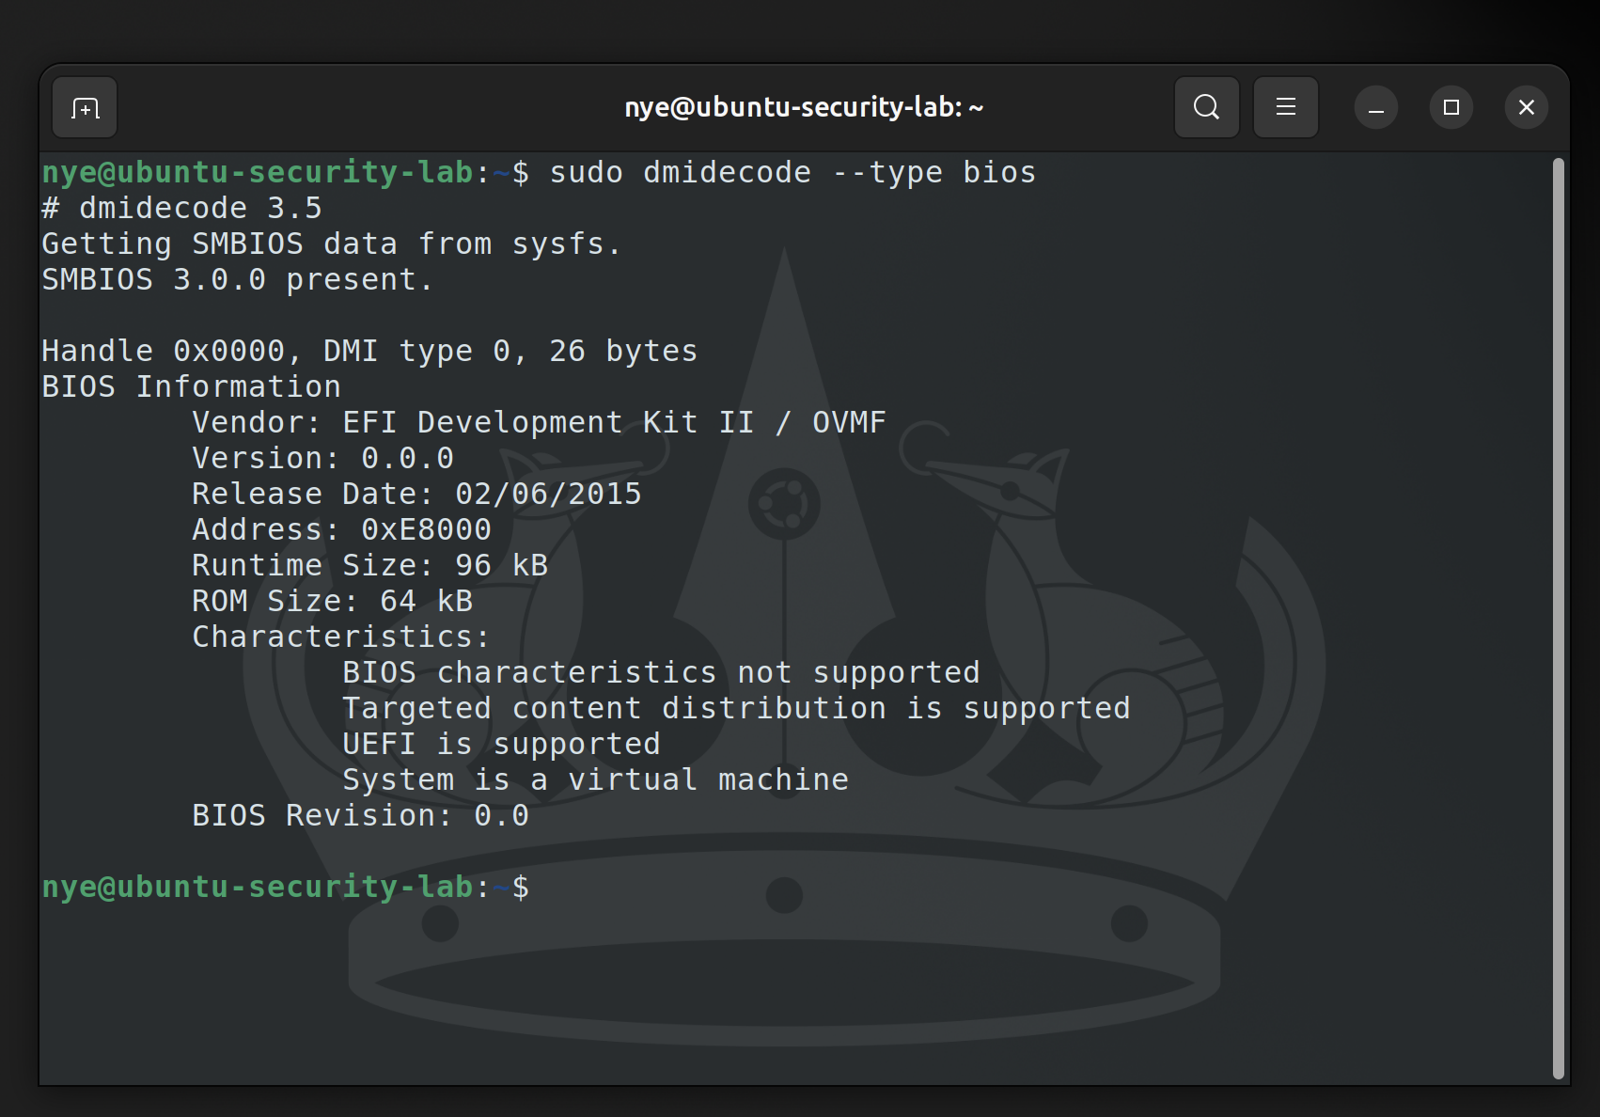 nye@ubuntu-security-lab: ~
nye@ubuntu-security-lab:~$ sudo dmidecode --type bios
# dmidecode 3.5
Getting SMBIOS data from sysfs.
SMBIOS 3.0.0 present.
Handle 0x0000, DMI type 0, 26 bytes
BIOS Information
Vendor: EFI Development Kit II / OVMF
Version: 0.0.0
Release Date: 02/06/2015
Address: 0xE8000
Runtime Size: 96 kB
ROM Size: 64 kB
Characteristics:
BIOS characteristics not supported
Targeted content distribution is supported
UEFI is supported
System is a virtual machine
BIOS Revision: 0.0
nye@ubuntu-security-lab:~$